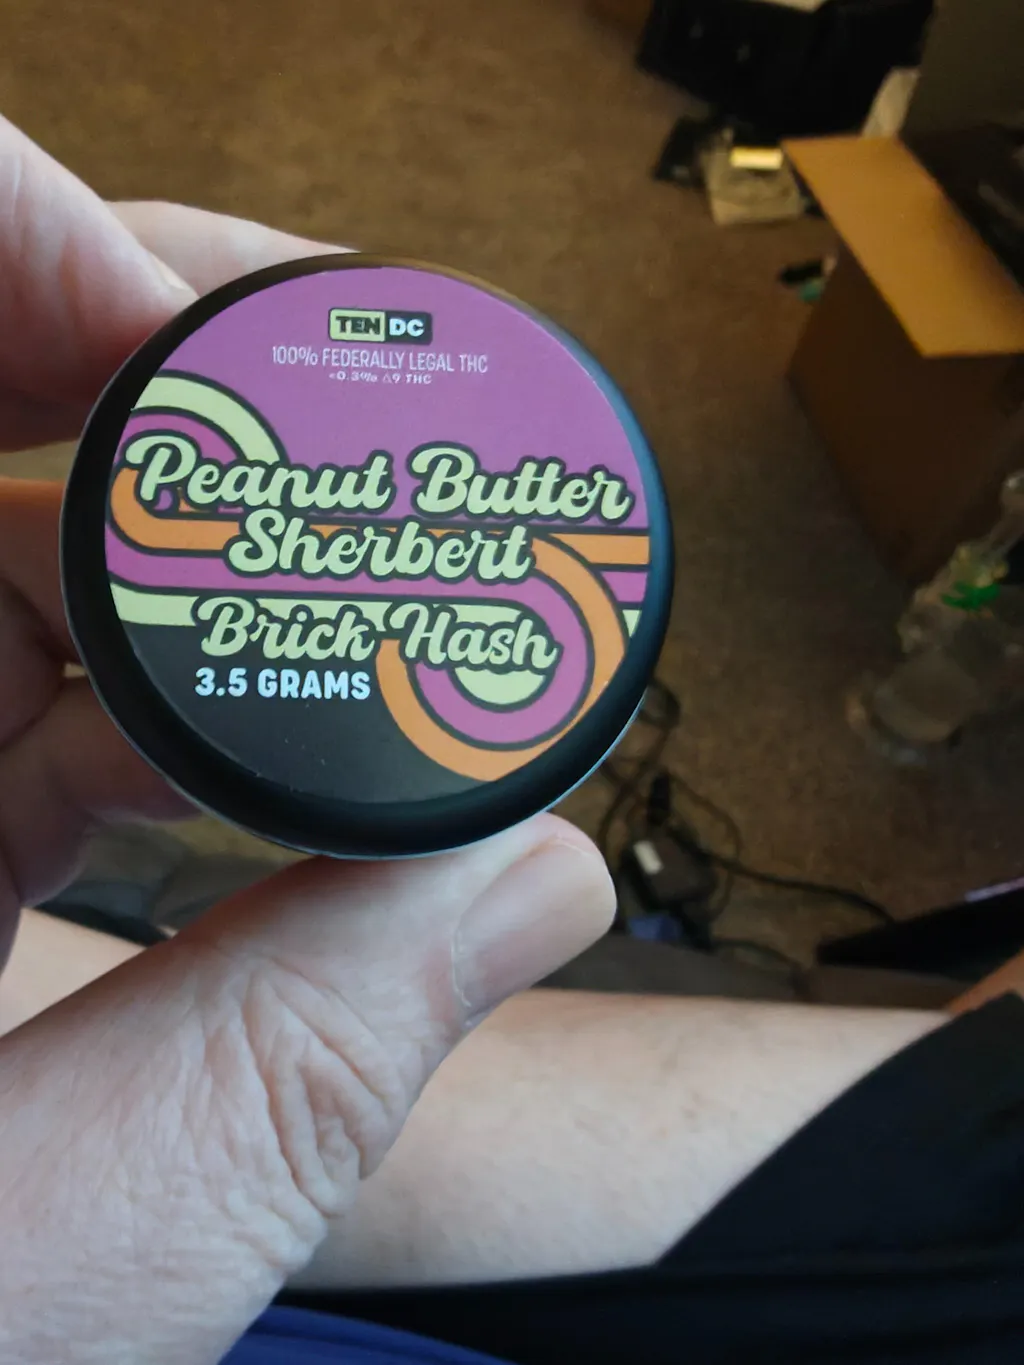 TEN DC
100% FEDERALLY LEGAL THC
<0.3% Δ9 THC
Peanut Butter
Sherbert
Brick Hash
3.5 GRAMS